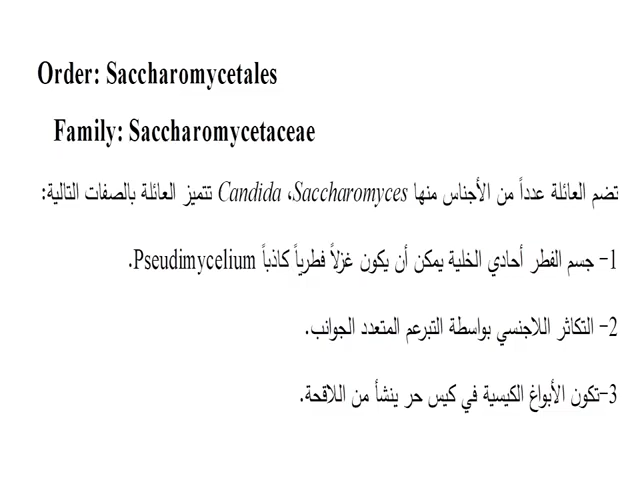 Order: Saccharomycetales
Family: Saccharomycetaceae
تضم العائلة عدداً من الأجناس منها Candida ،Saccharomyces تتميز العائلة بالصفات التالية:
1- جسم الفطر أحادي الخلية يمكن أن يكون غزلاً فطرياً كاذباً Pseudimycelium.
2- التكاثر اللاجنسي بواسطة التبرعم المتعدد الجوانب.
3-تكون الأبواغ الكيسية في كيس حر ينشأ من اللاقحة.